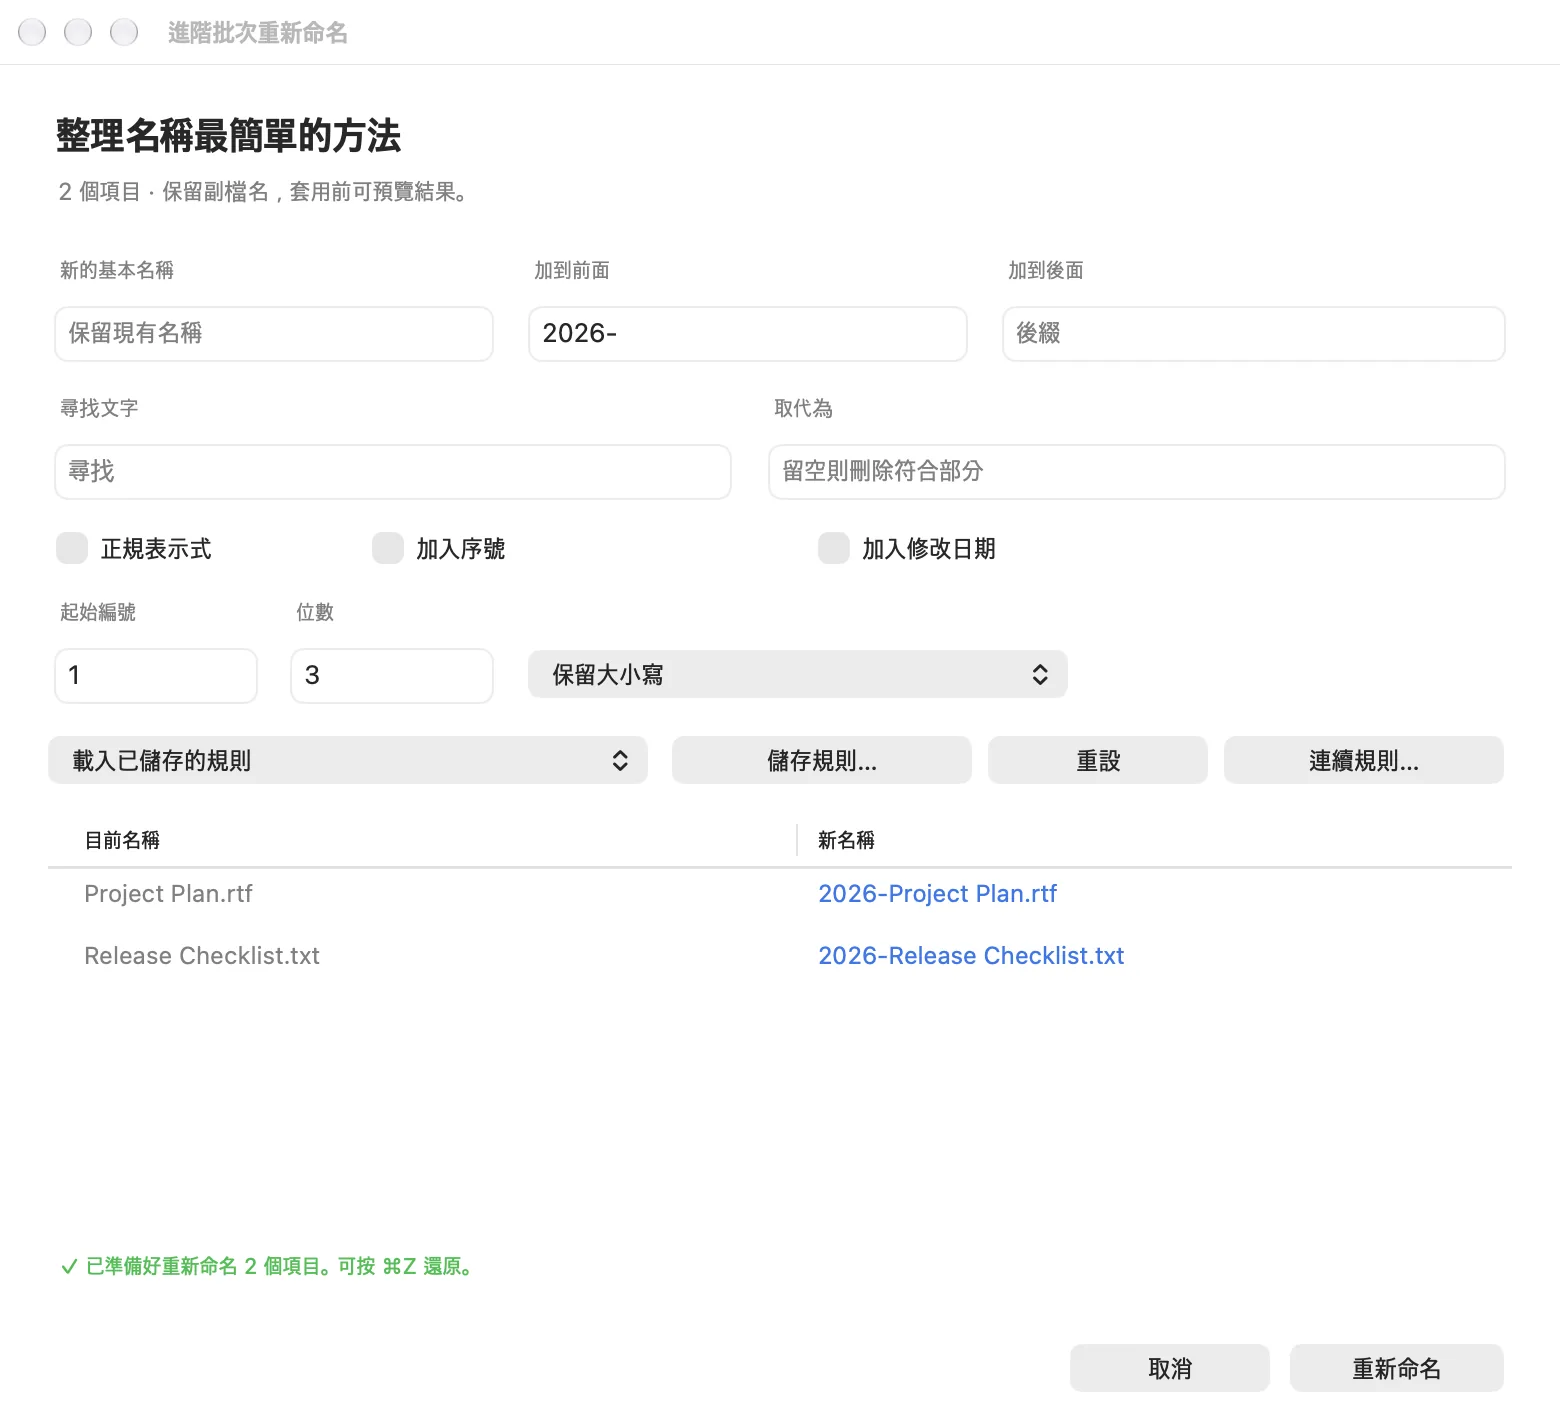 進階批次重新命名
整理名稱最簡單的方法
2 個項目 · 保留副檔名，套用前可預覽結果。
新的基本名稱 加到前面 加到後面
保留現有名稱 2026- 後綴
尋找文字 取代為
尋找 留空則刪除符合部分
正規表示式 加入序號 加入修改日期
起始編號 位數
1 3 保留大小寫
載入已儲存的規則 儲存規則... 重設 連續規則...
目前名稱 新名稱
Project Plan.rtf 2026-Project Plan.rtf
Release Checklist.txt 2026-Release Checklist.txt
✓ 已準備好重新命名 2 個項目。可按 ⌘Z 還原。
取消 重新命名